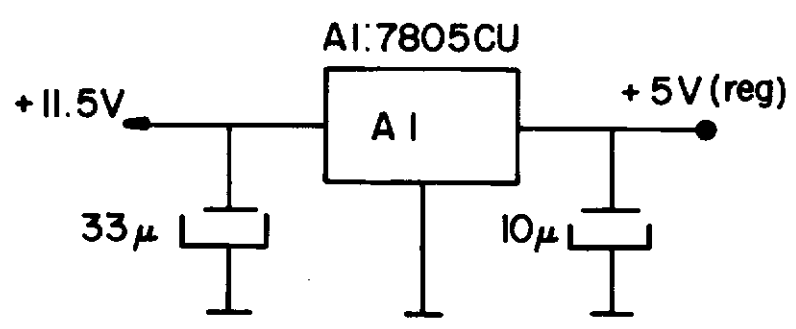 A1:7805CU
+11.5V
A1
+5V(reg)
33μ
10μ